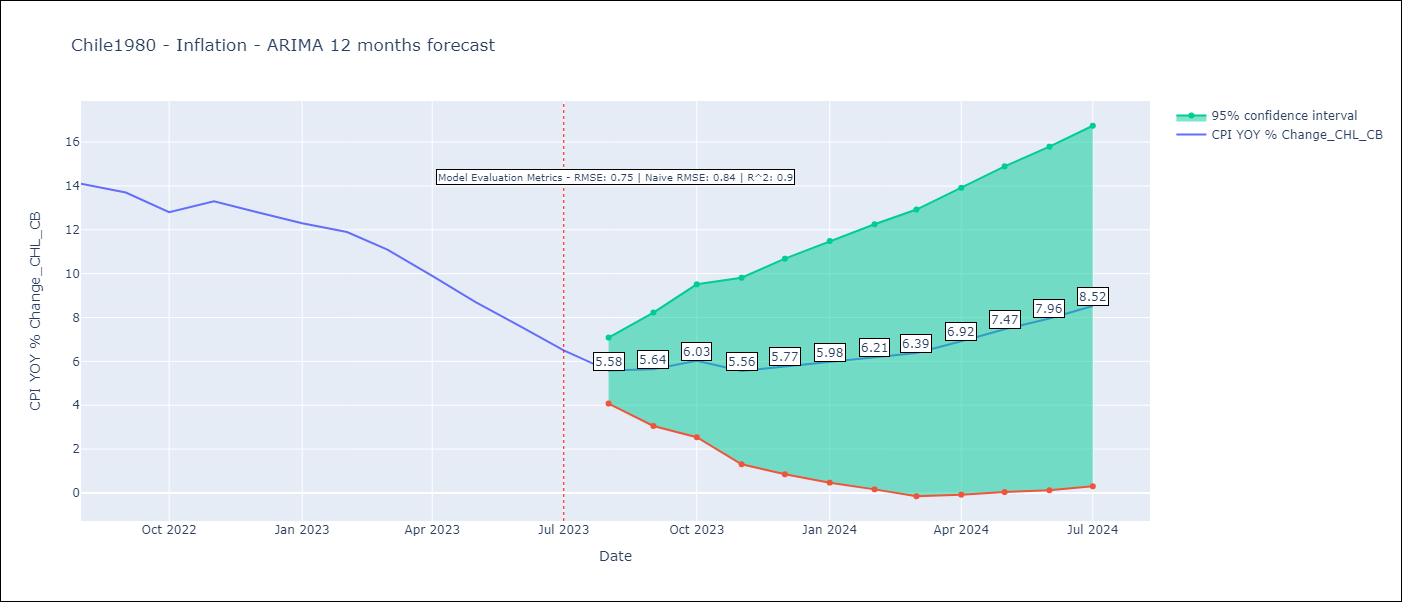 Chile1980 - Inflation - ARIMA 12 months forecast
95% confidence interval
CPI YOY % Change_CHL_CB
Model Evaluation Metrics - RMSE: 0.75 | Naive RMSE: 0.84 | R^2: 0.9
CPI YOY % Change_CHL_CB
16
14
12
10
8
6
4
2
0
5.58
5.64
6.03
5.56
5.77
5.98
6.21
6.39
6.92
7.47
7.96
8.52
Oct 2022
Jan 2023
Apr 2023
Jul 2023
Oct 2023
Jan 2024
Apr 2024
Jul 2024
Date